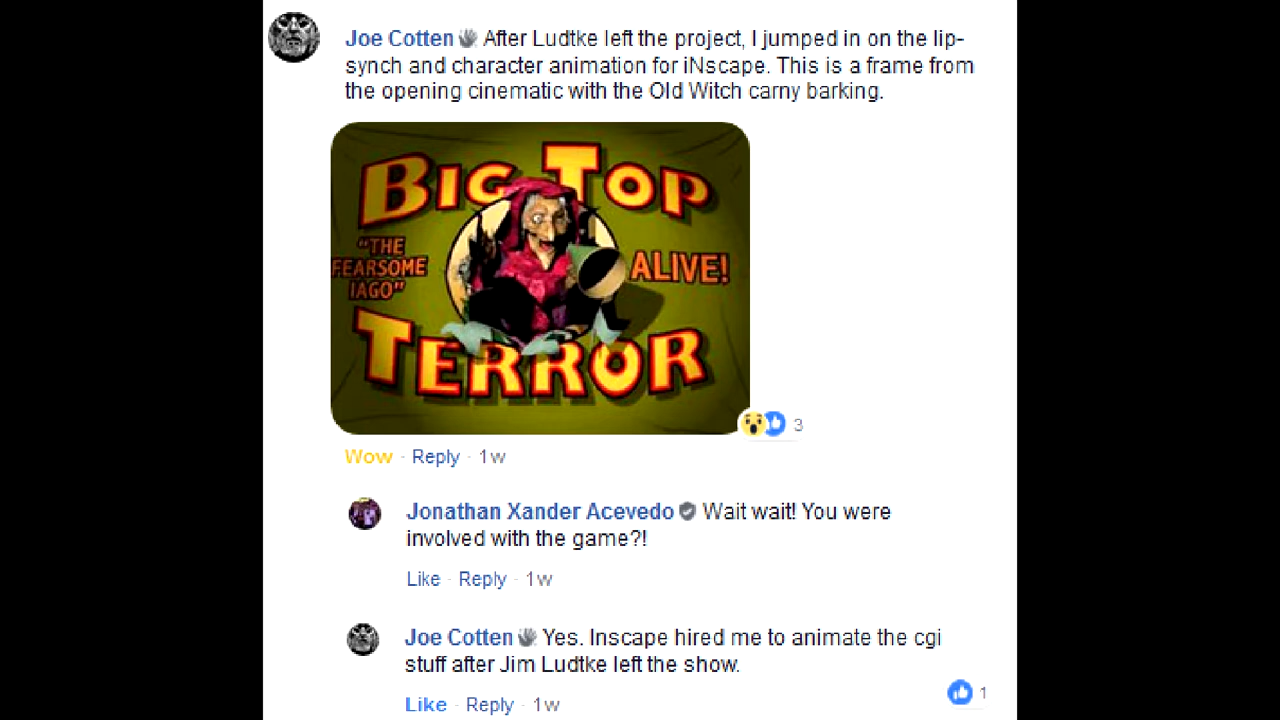 Joe Cotten After Ludtke left the project, I jumped in on the lip-
synch and character animation for iNscape. This is a frame from
the opening cinematic with the Old Witch carny barking.
BIG TOP
"THE
FEARSOME
IAGO"
ALIVE!
TERROR
3
Wow · Reply · 1w
Jonathan Xander Acevedo Wait wait! You were
involved with the game?!
Like · Reply · 1w
Joe Cotten Yes. Inscape hired me to animate the cgi
stuff after Jim Ludtke left the show.
1
Like · Reply · 1w